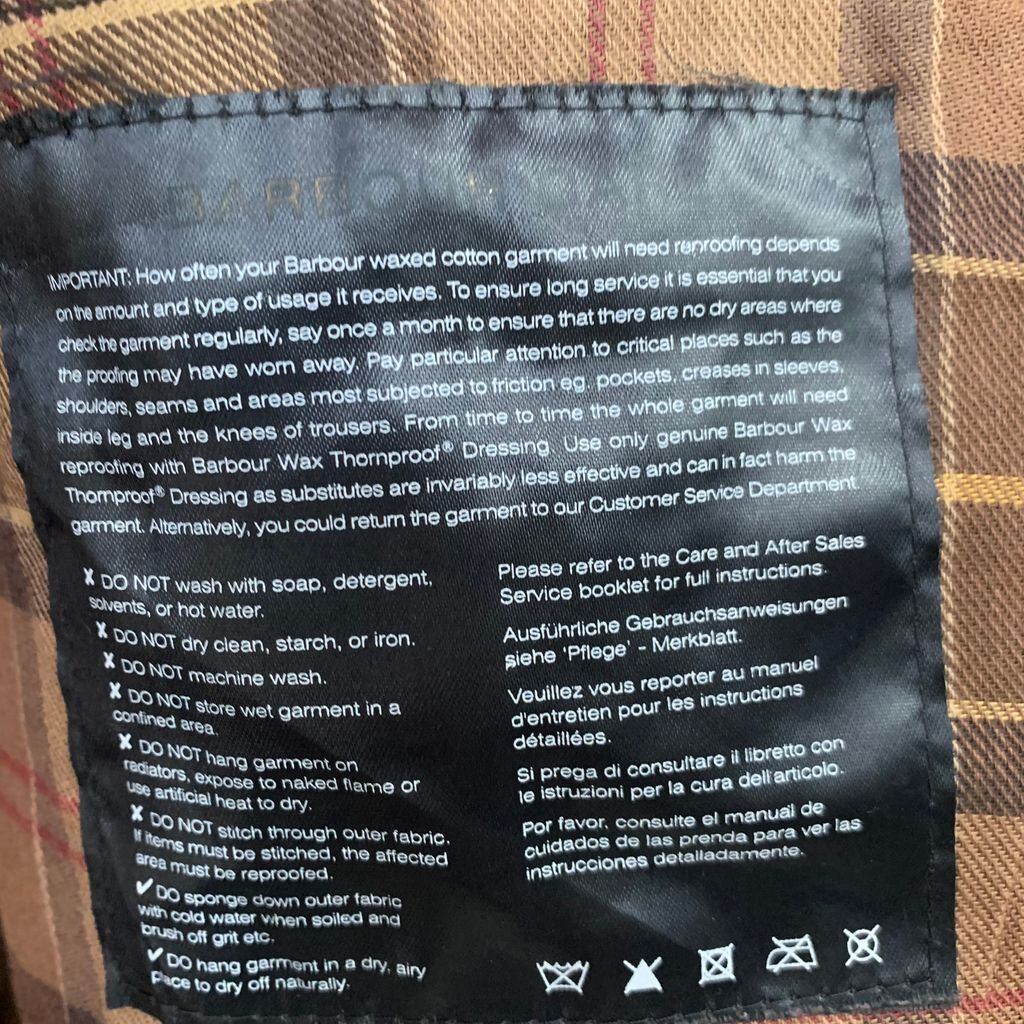 BARBOUR
IMPORTANT: How often your Barbour waxed cotton garment will need reproofing depends
on the amount and type of usage it receives. To ensure long service it is essential that you
check the garment regularly, say once a month to ensure that there are no dry areas where
the proofing may have worn away. Pay particular attention to critical places such as the
shoulders, seams and areas most subjected to friction eg. pockets, creases in sleeves,
inside leg and the knees of trousers. From time to time the whole garment will need
reproofing with Barbour Wax Thornproof® Dressing. Use only genuine Barbour Wax
Thornproof® Dressing as substitutes are invariably less effective and can in fact harm the
garment. Alternatively, you could return the garment to our Customer Service Department.
✗ DO NOT wash with soap, detergent,
solvents, or hot water.
✗ DO NOT dry clean, starch, or iron.
✗ DO NOT machine wash.
✗ DO NOT store wet garment in a
confined area.
✗ DO NOT hang garment on
radiators, expose to naked flame or
use artificial heat to dry.
✗ DO NOT stitch through outer fabric.
If items must be stitched, the affected
area must be reproofed.
✓ DO sponge down outer fabric
with cold water when soiled and
brush off grit etc.
✓ DO hang garment in a dry, airy
place to dry off naturally.
Please refer to the Care and After Sales
Service booklet for full instructions.
Ausführliche Gebrauchsanweisungen
siehe 'Pflege' - Merkblatt.
Veuillez vous reporter au manuel
d'entretien pour les instructions
détaillées.
Si prega di consultare il libretto con
le istruzioni per la cura dell'articolo.
Por favor, consulte el manual de
cuidados de las prenda para ver las
instrucciones detalladamente.